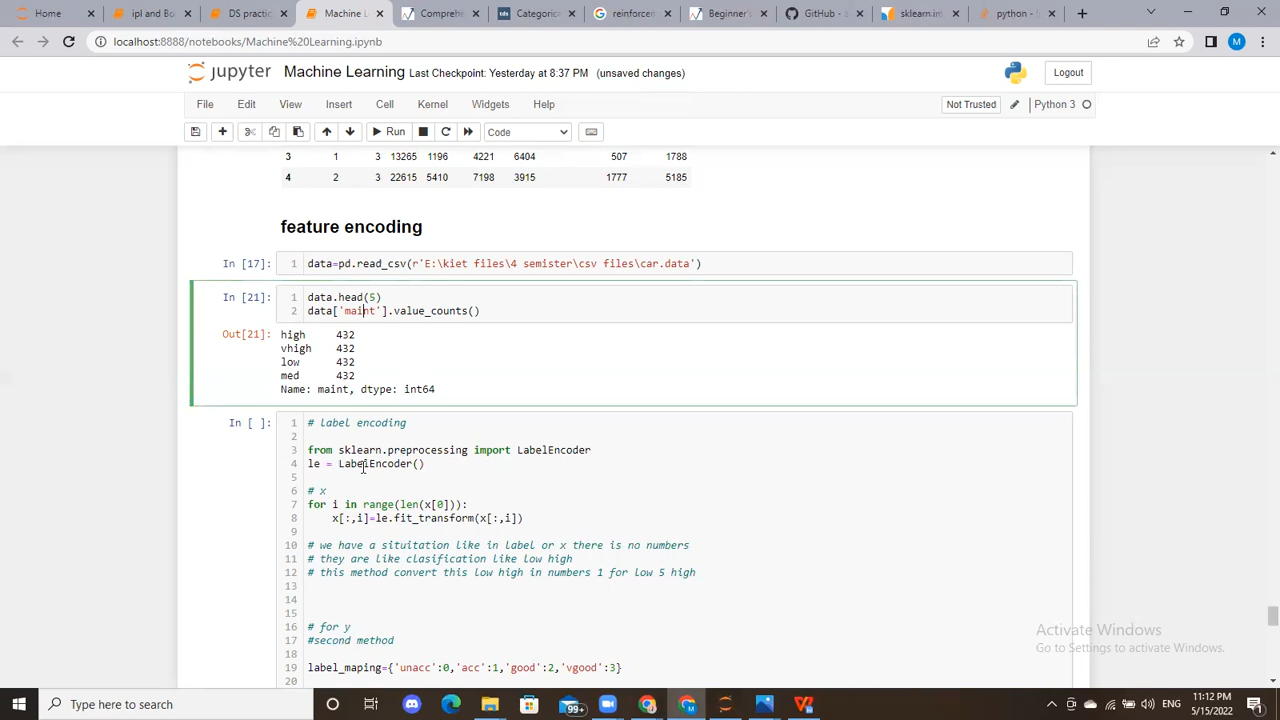 Home
ipl and Bo
DS practic
Machine L
Comprehe
Categorica
reinforcem
Beginner's
GitHub - a
sklearn.im
python - y
localhost:8888/notebooks/Machine%20Learning.ipynb
M
jupyter Machine Learning Last Checkpoint: Yesterday at 8:37 PM (unsaved changes)
Logout
File Edit View Insert Cell Kernel Widgets Help
Not Trusted
Python 3
Run
Code
3 1 3 13265 1196 4221 6404 507 1788
4 2 3 22615 5410 7198 3915 1777 5185
feature encoding
In [17]: 1 data=pd.read_csv(r'E:\kiet files\4 semister\csv files\car.data')
In [21]: 1 data.head(5)
2 data['maint'].value_counts()
Out[21]: high 432
vhigh 432
low 432
med 432
Name: maint, dtype: int64
In [ ]: 1 # label encoding
2
3 from sklearn.preprocessing import LabelEncoder
4 le = LabelEncoder()
5
6 # x
7 for i in range(len(x[0])):
8 x[:,i]=le.fit_transform(x[:,i])
9
10 # we have a situitation like in label or x there is no numbers
11 # they are like clasification like low high
12 # this method convert this low high in numbers 1 for low 5 high
13
14
15
16 # for y
17 #second method
18
19 label_maping={'unacc':0,'acc':1,'good':2,'vgood':3}
20
Activate Windows
Go to Settings to activate Windows.
Type here to search
99+
ENG
11:12 PM
5/15/2022
1